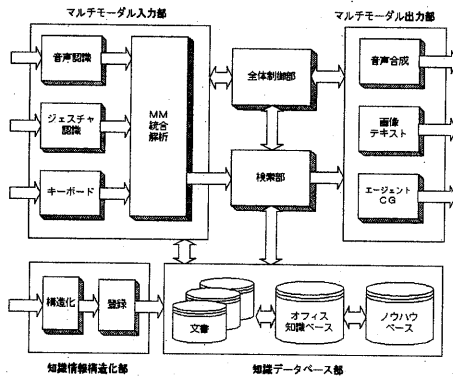 マルチモーダル入力部
マルチモーダル出力部
音声認識
ジェスチャ
認識
キーボード
MM
統合
解析
全体制御部
検索部
音声合成
画像
テキスト
エージェント
CG
構造化
登録
文書
オフィス
知識ベース
ノウハウ
ベース
知識情報構造化部
知識データベース部